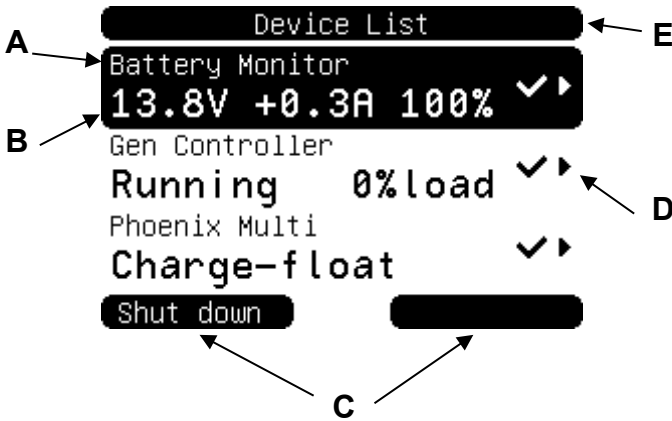 Device List
E
A
Battery Monitor
13.8V +0.3A 100%
B
Gen Controller
Running 0%load
D
Phoenix Multi
Charge-float
Shut down
C